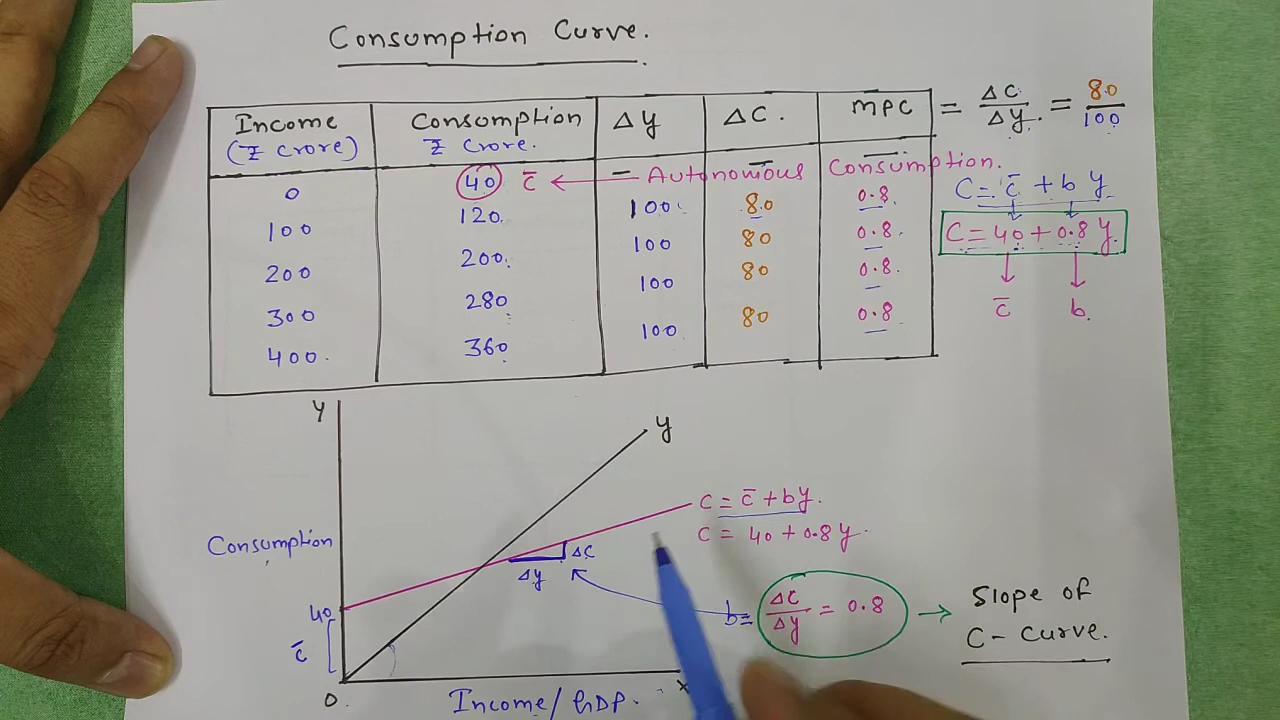 Consumption Curve.
Income Consumption ΔY ΔC. MPC = ΔC/ΔY = 80/100
(₹ crore) ₹ crore.
0 40 c̄ ← – Autonomous – Consumption. –
C = c̄ + b y
100 120. 100 80 0.8.
C = 40 + 0.8 y.
200 200. 100 80 0.8.
c̄ b.
300 280 100 80 0.8.
400. 360 100 80 0.8
Y
y
C = c̄ + by.
C = 40 + 0.8 y.
Consumption
ΔC
Δy
40
b = ΔC/Δy = 0.8 → Slope of
C - Curve.
c̄
O. X
Income/GDP.